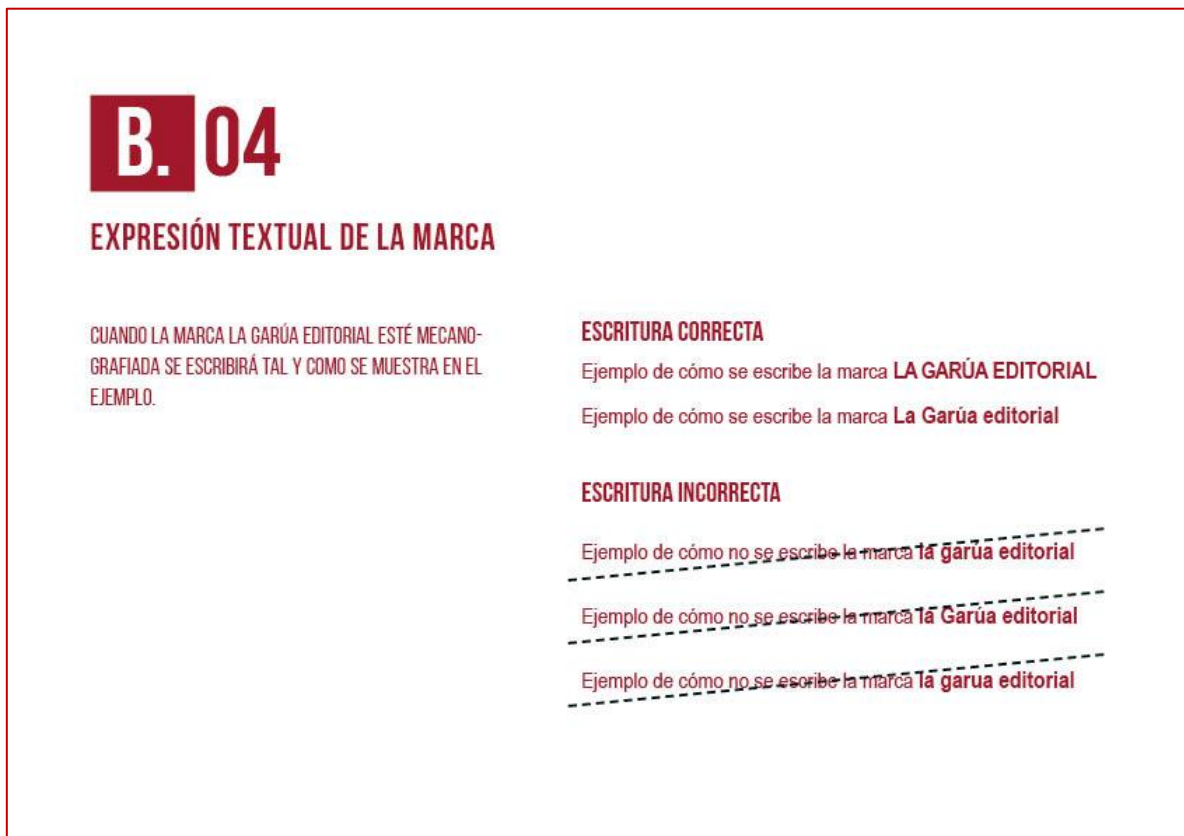 B. 04
EXPRESIÓN TEXTUAL DE LA MARCA
CUANDO LA MARCA LA GARÚA EDITORIAL ESTÉ MECANO-
GRAFIADA SE ESCRIBIRÁ TAL Y COMO SE MUESTRA EN EL
EJEMPLO.
ESCRITURA CORRECTA
Ejemplo de cómo se escribe la marca LA GARÚA EDITORIAL
Ejemplo de cómo se escribe la marca La Garúa editorial
ESCRITURA INCORRECTA
Ejemplo de cómo no se escribe la marca la garúa editorial
Ejemplo de cómo no se escribe la marca la Garúa editorial
Ejemplo de cómo no se escribe la marca la garua editorial